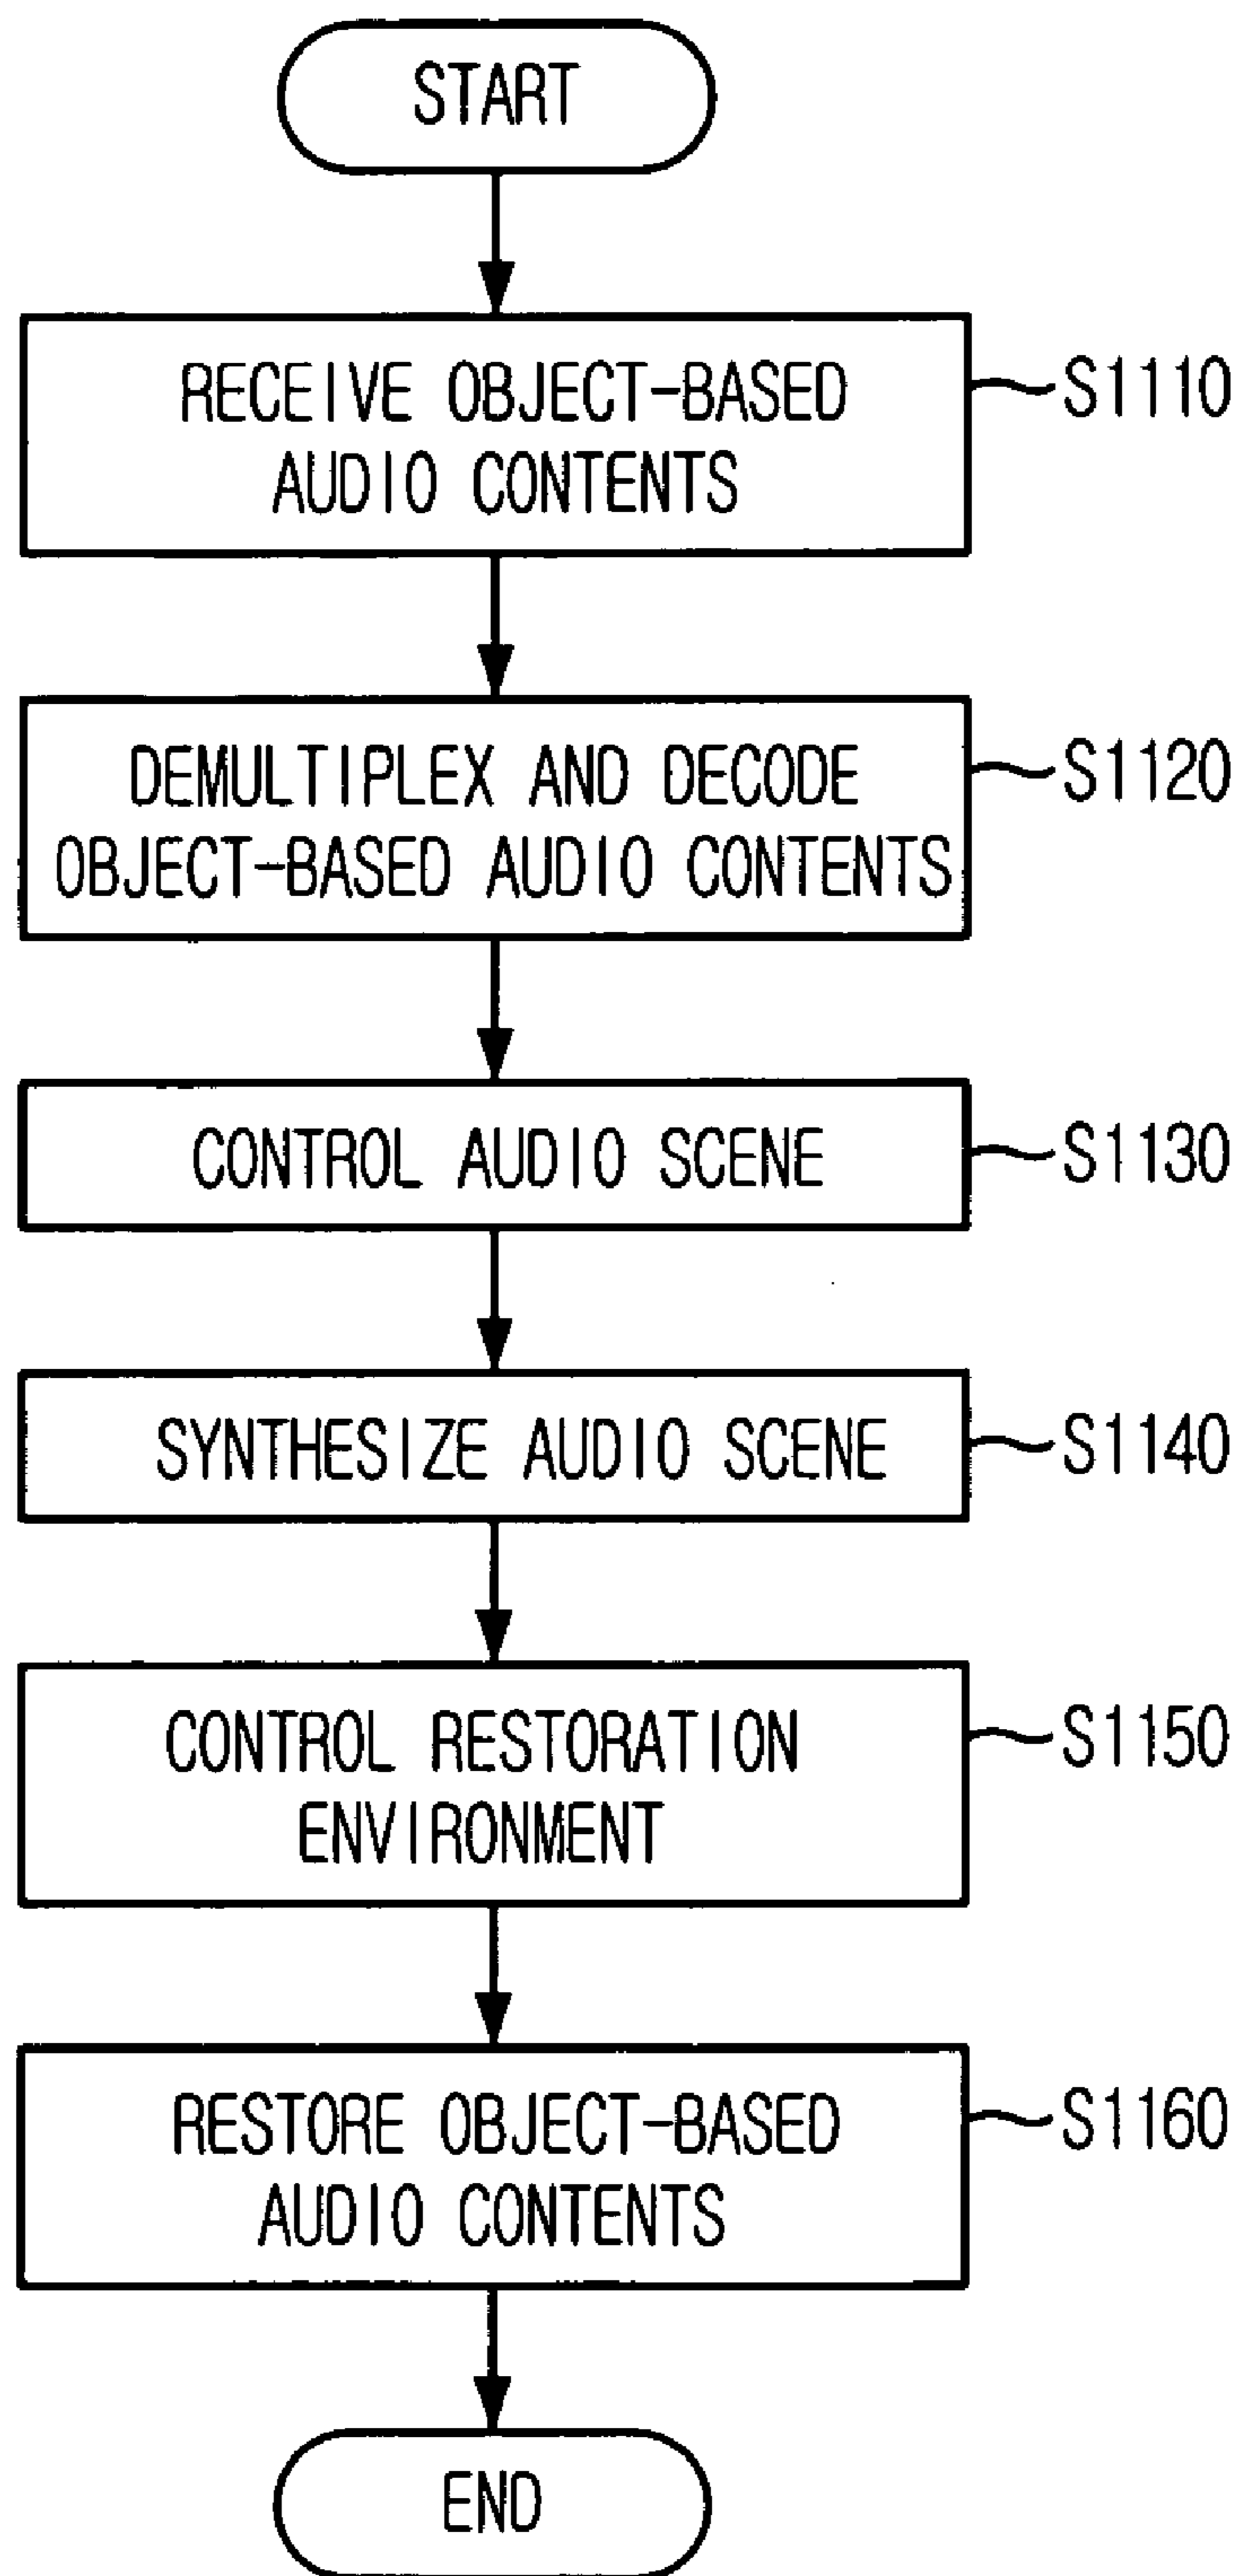 START
RECEIVE OBJECT-BASED
AUDIO CONTENTS
S1110
DEMULTIPLEX AND DECODE
OBJECT-BASED AUDIO CONTENTS
S1120
CONTROL AUDIO SCENE
S1130
SYNTHESIZE AUDIO SCENE
S1140
CONTROL RESTORATION
ENVIRONMENT
S1150
RESTORE OBJECT-BASED
AUDIO CONTENTS
S1160
END